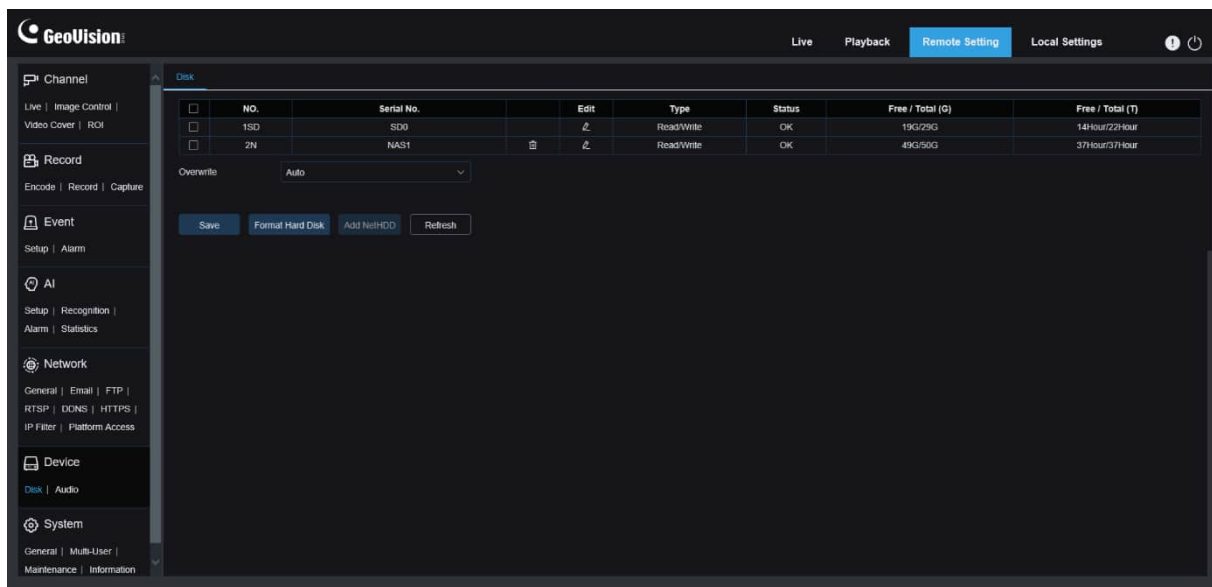 GeoVision
Live Playback Remote Setting Local Settings
Channel
Live | Image Control |
Video Cover | ROI
Record
Encode | Record | Capture
Event
Setup | Alarm
AI
Setup | Recognition |
Alarm | Statistics
Network
General | Email | FTP |
RTSP | DDNS | HTTPS |
IP Filter | Platform Access
Device
Disk | Audio
System
General | Multi-User |
Maintenance | Information
Disk
NO. Serial No. Edit Type Status Free / Total (G) Free / Total (T)
1SD SD0 Read/Write OK 19G/29G 14Hour/22Hour
2N NAS1 Read/Write OK 49G/50G 37Hour/37Hour
Overwrite Auto
Save Format Hard Disk Add NetHDD Refresh